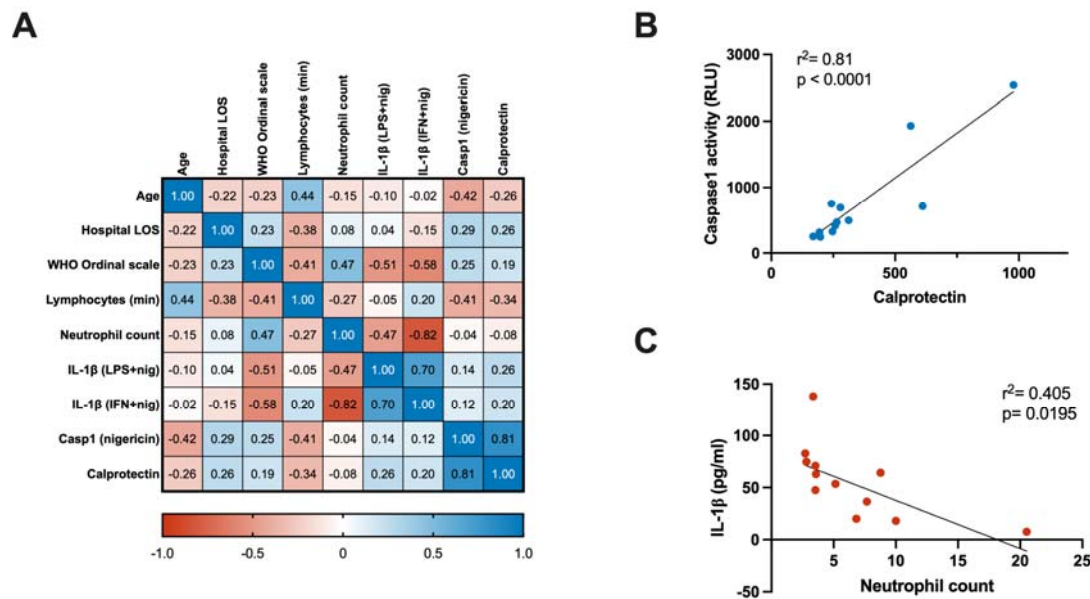 A
Age
Hospital LOS
WHO Ordinal scale
Lymphocytes (min)
Neutrophil count
IL-1β (LPS+nig)
IL-1β (IFN+nig)
Casp1 (nigericin)
Calprotectin
Age 1.00 -0.22 -0.23 0.44 -0.15 -0.10 -0.02 -0.42 -0.26
Hospital LOS -0.22 1.00 0.23 -0.38 0.08 0.04 -0.15 0.29 0.26
WHO Ordinal scale -0.23 0.23 1.00 -0.41 0.47 -0.51 -0.58 0.25 0.19
Lymphocytes (min) 0.44 -0.38 -0.41 1.00 -0.27 -0.05 0.20 -0.41 -0.34
Neutrophil count -0.15 0.08 0.47 -0.27 1.00 -0.47 -0.82 -0.04 -0.08
IL-1β (LPS+nig) -0.10 0.04 -0.51 -0.05 -0.47 1.00 0.70 0.14 0.26
IL-1β (IFN+nig) -0.02 -0.15 -0.58 0.20 -0.82 0.70 1.00 0.12 0.20
Casp1 (nigericin) -0.42 0.29 0.25 -0.41 -0.04 0.14 0.12 1.00 0.81
Calprotectin -0.26 0.26 0.19 -0.34 -0.08 0.26 0.20 0.81 1.00
-1.0 -0.5 0 0.5 1.0
B
r²= 0.81
p < 0.0001
Caspase1 activity (RLU)
3000
2000
1000
0
0 500 1000
Calprotectin
C
r²= 0.405
p= 0.0195
IL-1β (pg/ml)
150
100
50
0
-50
5 10 15 20 25
Neutrophil count